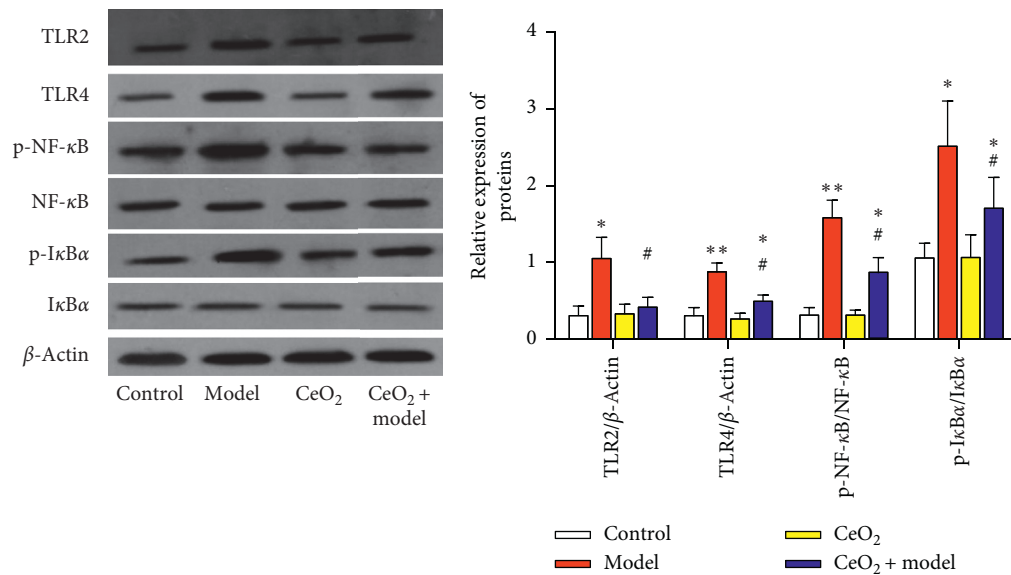 TLR2
TLR4
p-NF-κB
NF-κB
p-IκBα
IκBα
β-Actin
Control Model CeO₂ CeO₂ +
model
Relative expression of
proteins
4
3
2
1
0
*
**
**
*
#
*
#
*
#
*
#
TLR2/β-Actin
TLR4/β-Actin
p-NF-κB/NF-κB
p-IκBα/IκBα
Control
Model
CeO₂
CeO₂ + model